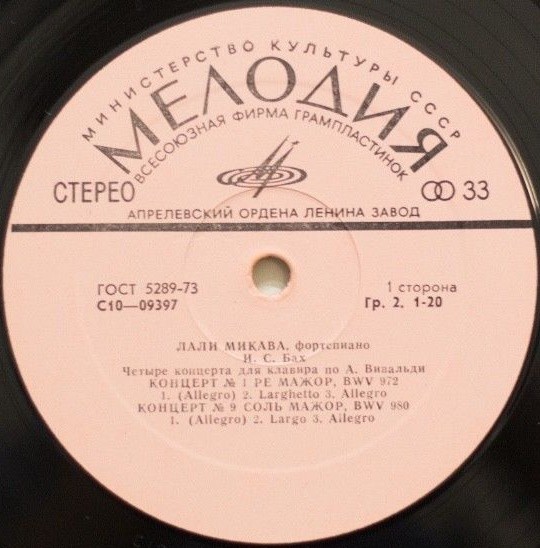 МИНИСТЕРСТВО КУЛЬТУРЫ СССР
МЕЛОДИЯ
ВСЕСОЮЗНАЯ ФИРМА ГРАМПЛАСТИНОК
СТЕРЕО
33
АПРЕЛЕВСКИЙ ОРДЕНА ЛЕНИНА ЗАВОД
ГОСТ 5289-73
С10—09397
1 сторона
Гр. 2. 1-20
ЛАЛИ МИКАВА, фортепиано
И. С. Бах
Четыре концерта для клавира по А. Вивальди
КОНЦЕРТ № 1 РЕ МАЖОР, BWV 972
1. (Allegro) 2. Larghetto 3. Allegro
КОНЦЕРТ № 9 СОЛЬ МАЖОР, BWV 980
1. (Allegro) 2. Largo 3. Allegro